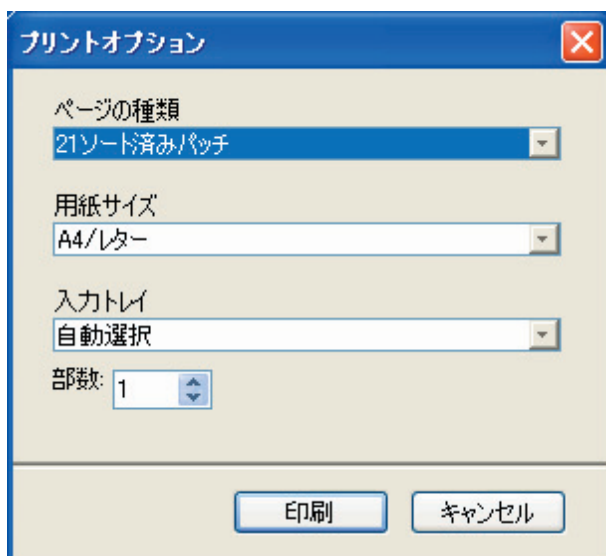 プリントオプション
ページの種類
21ソート済みパッチ
用紙サイズ
A4/レター
入力トレイ
自動選択
部数: 1
印刷 キャンセル